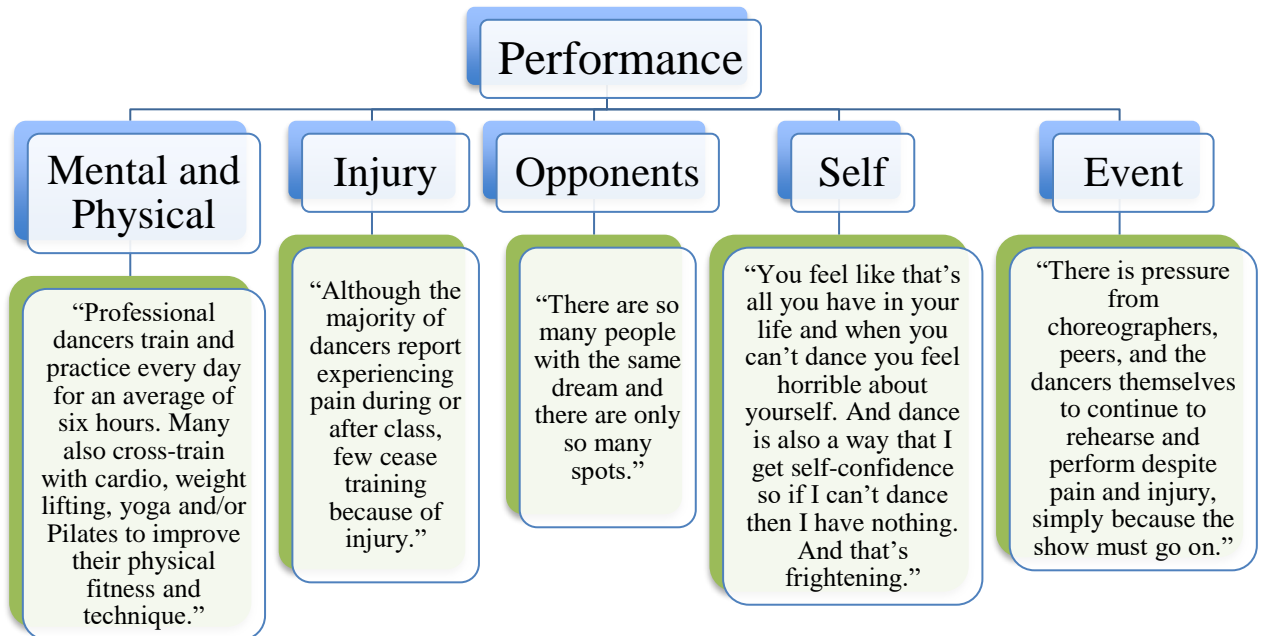 Performance
Mental and
Physical
Injury
Opponents
Self
Event
“Professional
dancers train and
practice every day
for an average of
six hours. Many
also cross-train
with cardio, weight
lifting, yoga and/or
Pilates to improve
their physical
fitness and
technique.”
“Although the
majority of
dancers report
experiencing
pain during or
after class,
few cease
training
because of
injury.”
“There are so
many people
with the same
dream and
there are only
so many
spots.”
“You feel like that’s
all you have in your
life and when you
can’t dance you feel
horrible about
yourself. And dance
is also a way that I
get self-confidence
so if I can’t dance
then I have nothing.
And that’s
frightening.”
“There is pressure
from
choreographers,
peers, and the
dancers themselves
to continue to
rehearse and
perform despite
pain and injury,
simply because the
show must go on.”